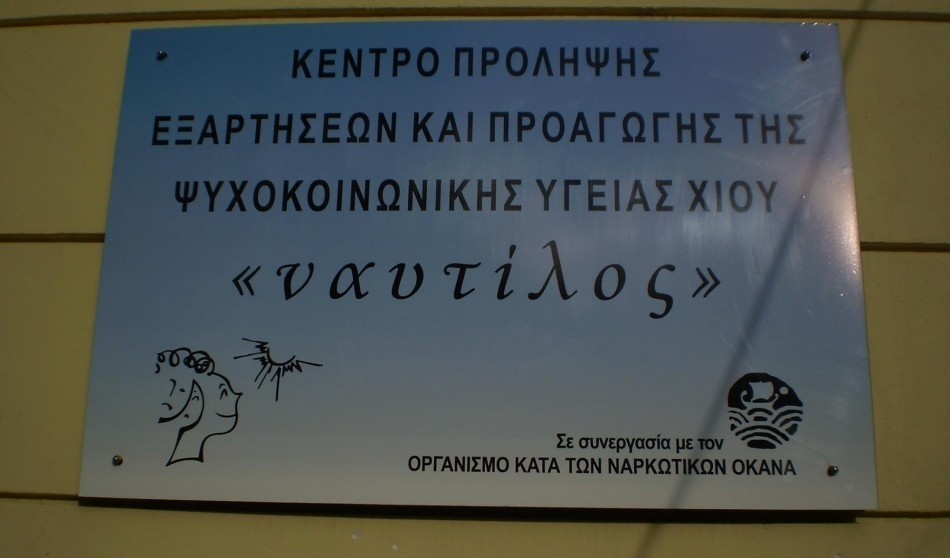 ΚΕΝΤΡΟ ΠΡΟΛΗΨΗΣ
ΕΞΑΡΤΗΣΕΩΝ ΚΑΙ ΠΡΟΑΓΩΓΗΣ ΤΗΣ
ΨΥΧΟΚΟΙΝΩΝΙΚΗΣ ΥΓΕΙΑΣ ΧΙΟΥ
«ναυτίλος»
Σε συνεργασία με τον
ΟΡΓΑΝΙΣΜΟ ΚΑΤΑ ΤΩΝ ΝΑΡΚΩΤΙΚΩΝ ΟΚΑΝΑ